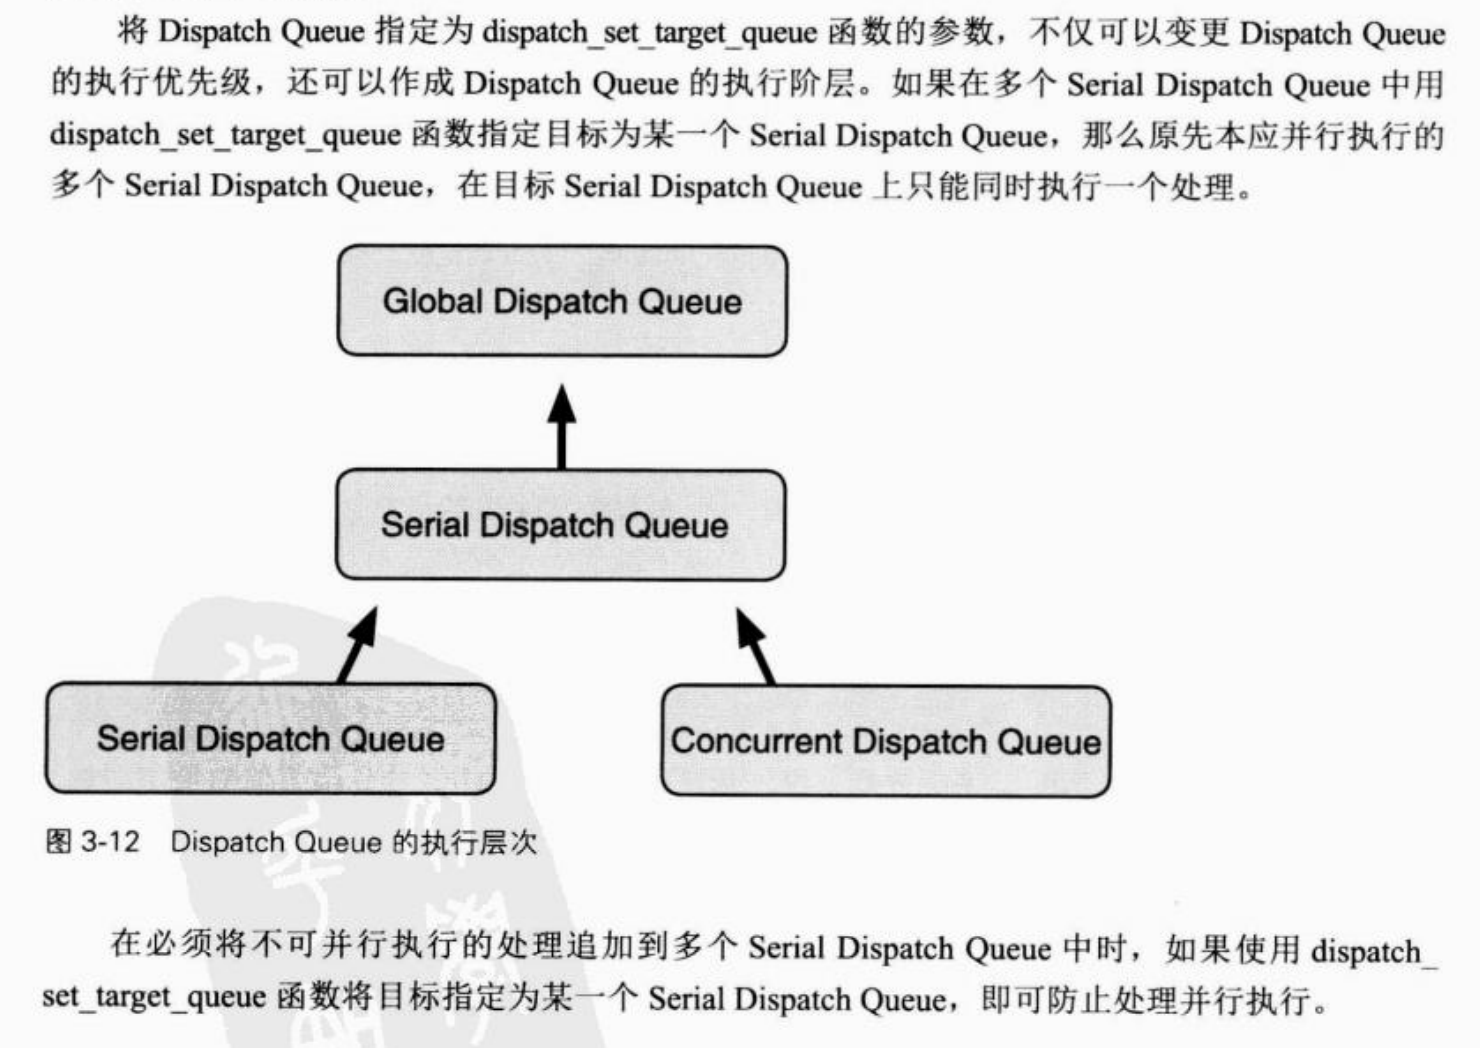 将 Dispatch Queue 指定为 dispatch_set_target_queue 函数的参数，不仅可以变更 Dispatch Queue
的执行优先级，还可以作成 Dispatch Queue 的执行阶层。如果在多个 Serial Dispatch Queue 中用
dispatch_set_target_queue 函数指定目标为某一个 Serial Dispatch Queue，那么原先本应并行执行的
多个 Serial Dispatch Queue，在目标 Serial Dispatch Queue 上只能同时执行一个处理。
Global Dispatch Queue
Serial Dispatch Queue
Serial Dispatch Queue
Concurrent Dispatch Queue
图 3-12 Dispatch Queue 的执行层次
在必须将不可并行执行的处理追加到多个 Serial Dispatch Queue 中时，如果使用 dispatch_
set_target_queue 函数将目标指定为某一个 Serial Dispatch Queue，即可防止处理并行执行。